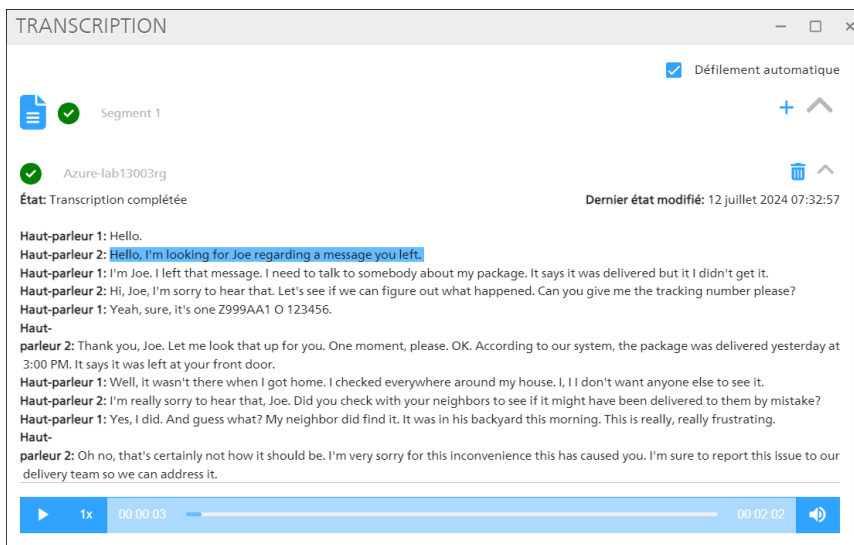 TRANSCRIPTION
Défilement automatique
Segment 1
Azure-lab13003rg
État: Transcription complétée
Dernier état modifié: 12 juillet 2024 07:32:57
Haut-parleur 1: Hello.
Haut-parleur 2: Hello, I'm looking for Joe regarding a message you left.
Haut-parleur 1: I'm Joe. I left that message. I need to talk to somebody about my package. It says it was delivered but it I didn't get it.
Haut-parleur 2: Hi, Joe, I'm sorry to hear that. Let's see if we can figure out what happened. Can you give me the tracking number please?
Haut-parleur 1: Yeah, sure, it's one Z999AA1 O 123456.
Haut-
parleur 2: Thank you, Joe. Let me look that up for you. One moment, please. OK. According to our system, the package was delivered yesterday at
3:00 PM. It says it was left at your front door.
Haut-parleur 1: Well, it wasn't there when I got home. I checked everywhere around my house. I, I I don't want anyone else to see it.
Haut-parleur 2: I'm really sorry to hear that, Joe. Did you check with your neighbors to see if it might have been delivered to them by mistake?
Haut-parleur 1: Yes, I did. And guess what? My neighbor did find it. It was in his backyard this morning. This is really, really frustrating.
Haut-
parleur 2: Oh no, that's certainly not how it should be. I'm very sorry for this inconvenience this has caused you. I'm sure to report this issue to our
delivery team so we can address it.
1x 00:00:03 00:02:02